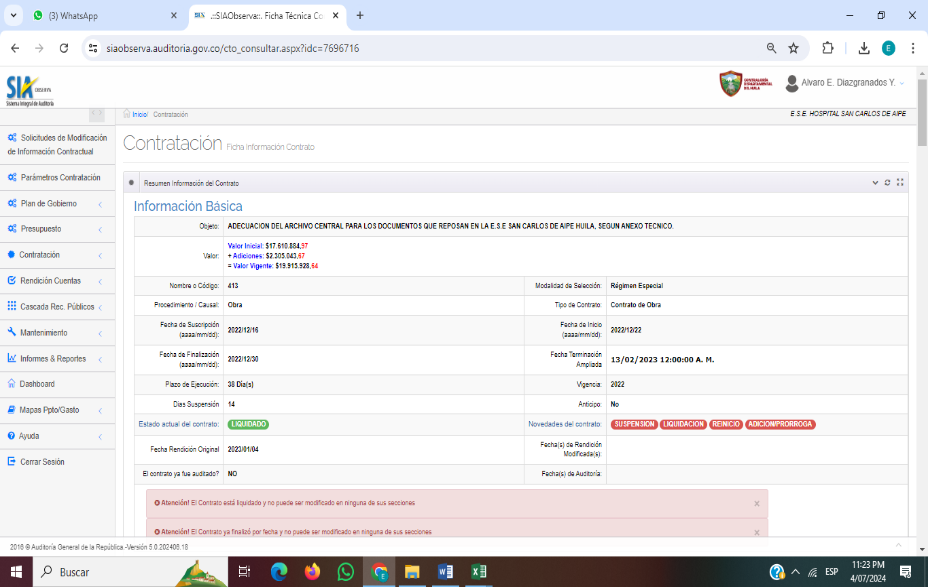 (3) WhatsApp
.::SIAObserva::. Ficha Técnica Co
siaobserva.auditoria.gov.co/cto_consultar.aspx?idc=7696716
SIA
Sistema Integral de Auditoría
CONTRALORÍA DEPARTAMENTAL DEL HUILA
Alvaro E. Diazgranados Y.
Inicio/ Contratación
E.S.E. HOSPITAL SAN CARLOS DE AIPE
Solicitudes de Modificación
de Información Contractual
Parámetros Contratación
Plan de Gobierno
Presupuesto
Contratación
Rendición Cuentas
Cascada Rec. Públicos
Mantenimiento
Informes & Reportes
Dashboard
Mapas Ppto/Gasto
Ayuda
Cerrar Sesión
Contratación Ficha Información Contrato
Resumen Información del Contrato
Información Básica
Objeto: ADECUACION DEL ARCHIVO CENTRAL PARA LOS DOCUMENTOS QUE REPOSAN EN LA E.S.E SAN CARLOS DE AIPE HUILA, SEGUN ANEXO TECNICO.
Valor: Valor Inicial: $17.610.884,97
+ Adiciones: $2.305.043,67
= Valor Vigente: $19.915.928,64
Nombre o Código: 413 Modalidad de Selección: Régimen Especial
Procedimiento / Causal: Obra Tipo de Contrato: Contrato de Obra
Fecha de Suscripción (aaaa/mm/dd): 2022/12/16 Fecha de Inicio (aaaa/mm/dd): 2022/12/22
Fecha de Finalización (aaaa/mm/dd): 2022/12/30 Fecha Terminación Ampliada 13/02/2023 12:00:00 A. M.
Plazo de Ejecución: 38 Dia(s) Vigencia: 2022
Dias Suspensión 14 Anticipo: No
Estado actual del contrato: LIQUIDADO Novedades del contrato: SUSPENSION LIQUIDACION REINICIO ADICION/PRORROGA
Fecha Rendición Original 2023/01/04 Fecha(s) de Rendición Modificada(s):
El contrato ya fue auditado? NO Fecha(s) de Auditoría:
Atención! El Contrato está liquidado y no puede ser modificado en ninguna de sus secciones
Atención! El Contrato ya finalizó por fecha y no puede ser modificado en ninguna de sus secciones
2016 © Auditoría General de la República -Versión 5.0.202406.18
Buscar
ESP
11:23 PM
4/07/2024